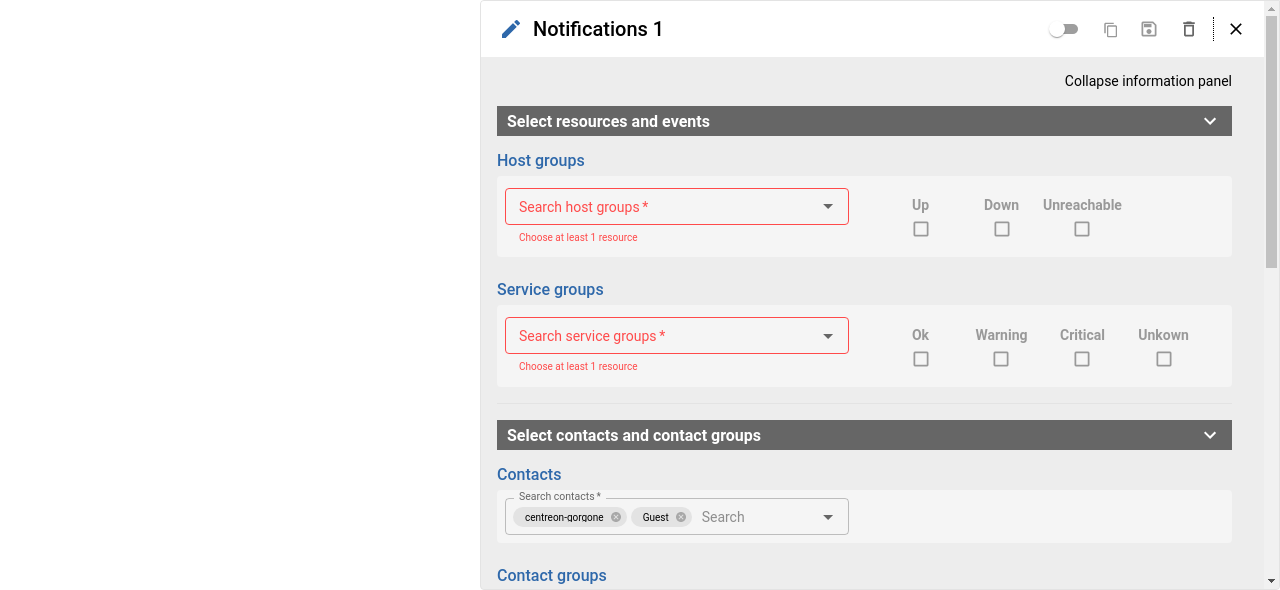 Notifications 1
Collapse information panel
Select resources and events
Host groups
Search host groups *
Up Down Unreachable
Choose at least 1 resource
Service groups
Search service groups *
Ok Warning Critical Unkown
Choose at least 1 resource
Select contacts and contact groups
Contacts
Search contacts *
centreon-gorgone Guest Search
Contact groups